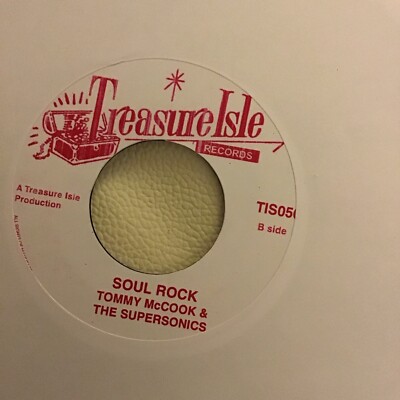 Treasure Isle
RECORDS
A Treasure Isle
Production
B side
SOUL ROCK
TOMMY McCOOK &
THE SUPERSONICS